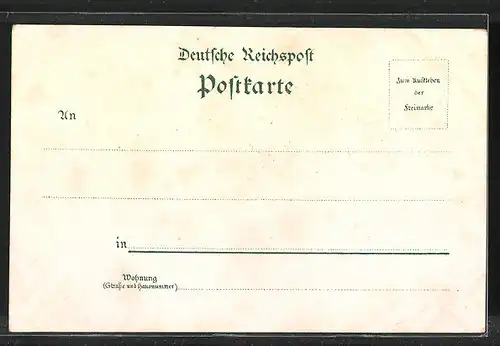 Deutsche Reichspost
Postkarte
Zum Aufkleben
der
Freimarke
An
in
Wohnung
(Straße und Hausnummer)